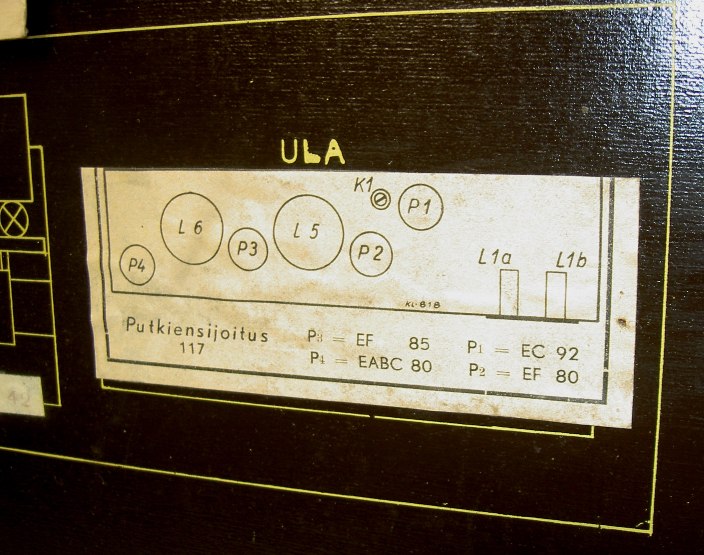 ULA
K1
P1
L 6
L 5
P3
P2
P4
L1a
L1b
KL-818
Putkiensijoitus
117
P3 = EF 85
P4 = EABC 80
P1 = EC 92
P2 = EF 80